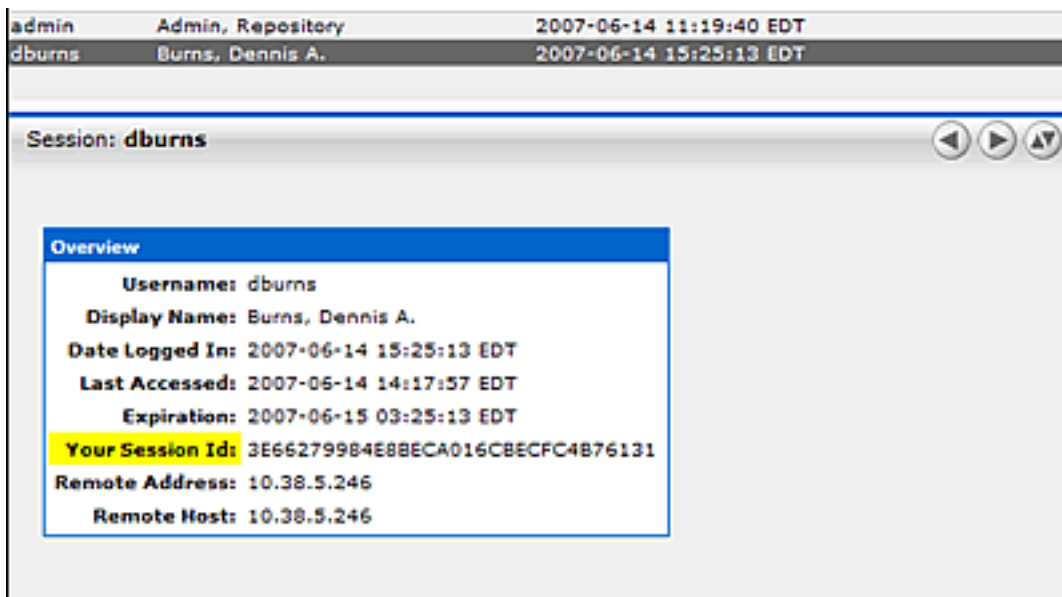 admin Admin, Repository 2007-06-14 11:19:40 EDT
dburns Burns, Dennis A. 2007-06-14 15:25:13 EDT
Session: dburns
Overview
Username: dburns
Display Name: Burns, Dennis A.
Date Logged In: 2007-06-14 15:25:13 EDT
Last Accessed: 2007-06-14 14:17:57 EDT
Expiration: 2007-06-15 03:25:13 EDT
Your Session Id: 3E66279984E8BECA016CBECFC4B76131
Remote Address: 10.38.5.246
Remote Host: 10.38.5.246